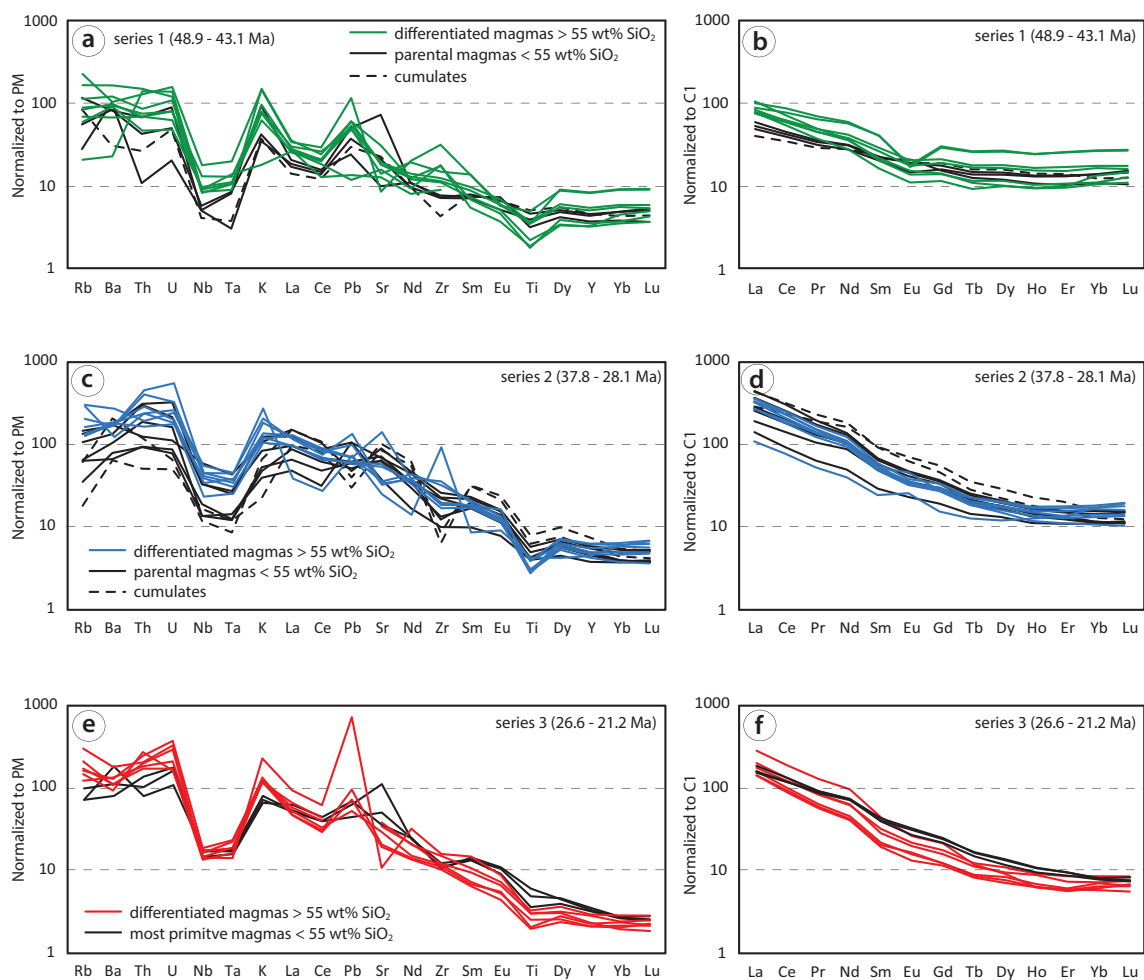 a
series 1 (48.9 - 43.1 Ma)
differentiated magmas > 55 wt% SiO₂
parental magmas < 55 wt% SiO₂
cumulates
Normalized to PM
1000
100
10
1
Rb Ba Th U Nb Ta K La Ce Pb Sr Nd Zr Sm Eu Ti Dy Y Yb Lu
b
series 1 (48.9 - 43.1 Ma)
Normalized to C1
1000
100
10
1
La Ce Pr Nd Sm Eu Gd Tb Ho Er Yb Lu
c
series 2 (37.8 - 28.1 Ma)
differentiated magmas > 55 wt% SiO₂
parental magmas < 55 wt% SiO₂
cumulates
Normalized to PM
1000
100
10
1
Rb Ba Th U Nb Ta K La Ce Pb Sr Nd Zr Sm Eu Ti Dy Y Yb Lu
d
series 2 (37.8 - 28.1 Ma)
Normalized to C1
1000
100
10
1
La Ce Pr Nd Sm Eu Gd Tb Ho Er Yb Lu
e
series 3 (26.6 - 21.2 Ma)
differentiated magmas > 55 wt% SiO₂
most primitve magmas < 55 wt% SiO₂
Normalized to PM
1000
100
10
1
Rb Ba Th U Nb Ta K La Ce Pb Sr Nd Zr Sm Eu Ti Dy Y Yb Lu
f
series 3 (26.6 - 21.2 Ma)
Normalized to C1
1000
100
10
1
La Ce Pr Nd Sm Eu Gd Tb Dy Ho Er Yb Lu